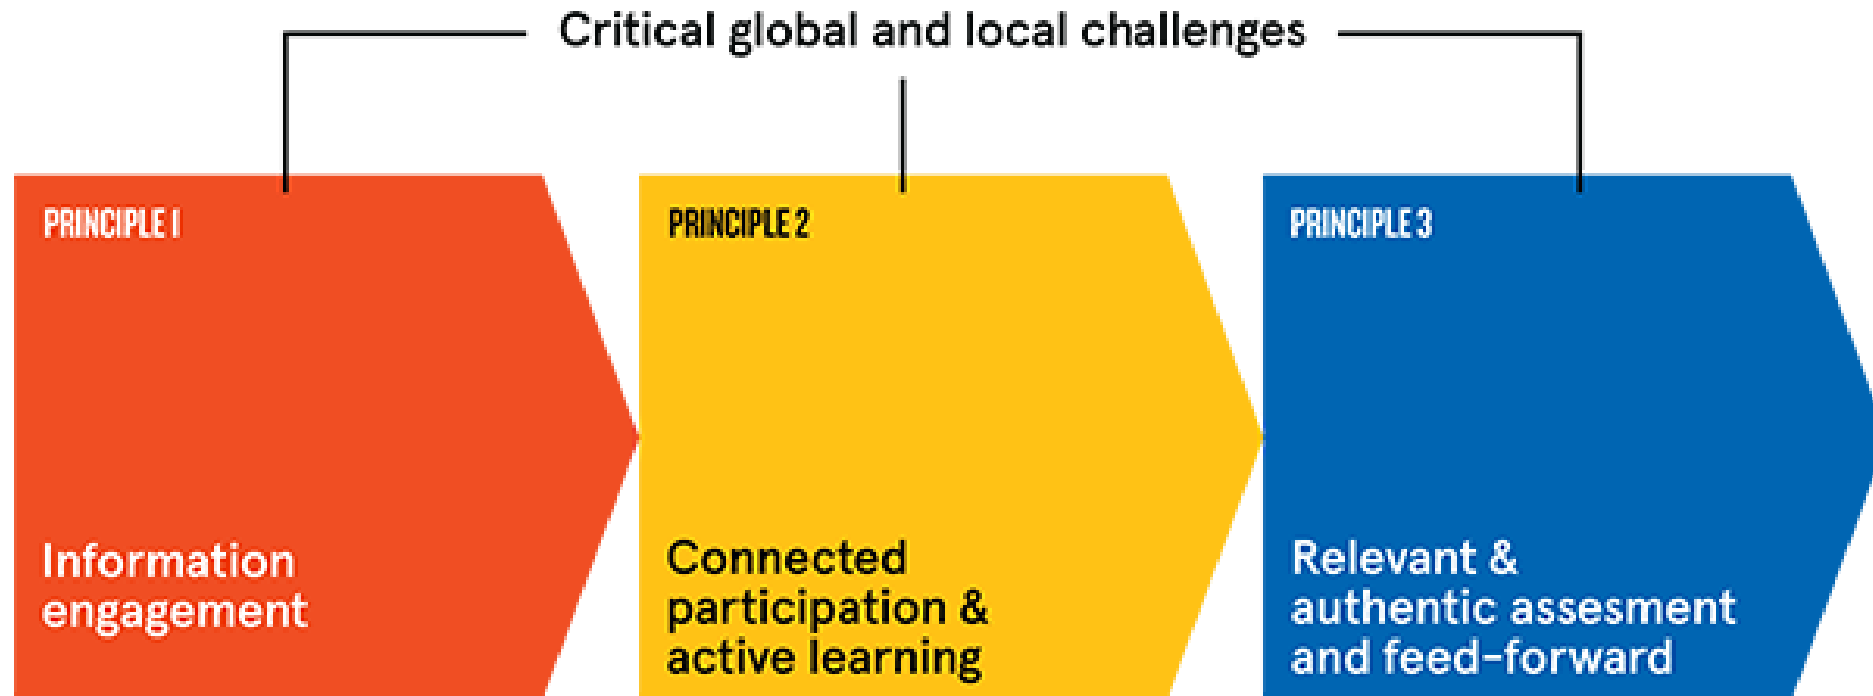 Critical global and local challenges
PRINCIPLE 1
Information
engagement
PRINCIPLE 2
Connected
participation &
active learning
PRINCIPLE 3
Relevant &
authentic assesment
and feed-forward